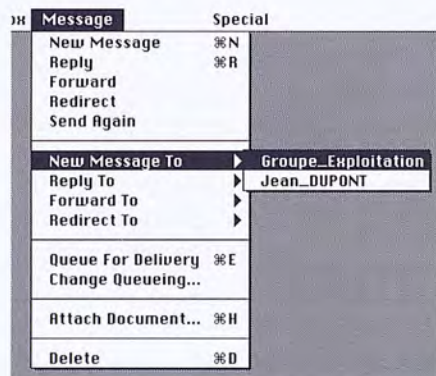 Message Special
New Message ⌘N
Reply ⌘R
Forward
Redirect
Send Again
New Message To Groupe_Exploitation
Reply To Jean_DUPONT
Forward To
Redirect To
Queue For Delivery ⌘E
Change Queueing...
Attach Document... ⌘H
Delete ⌘D